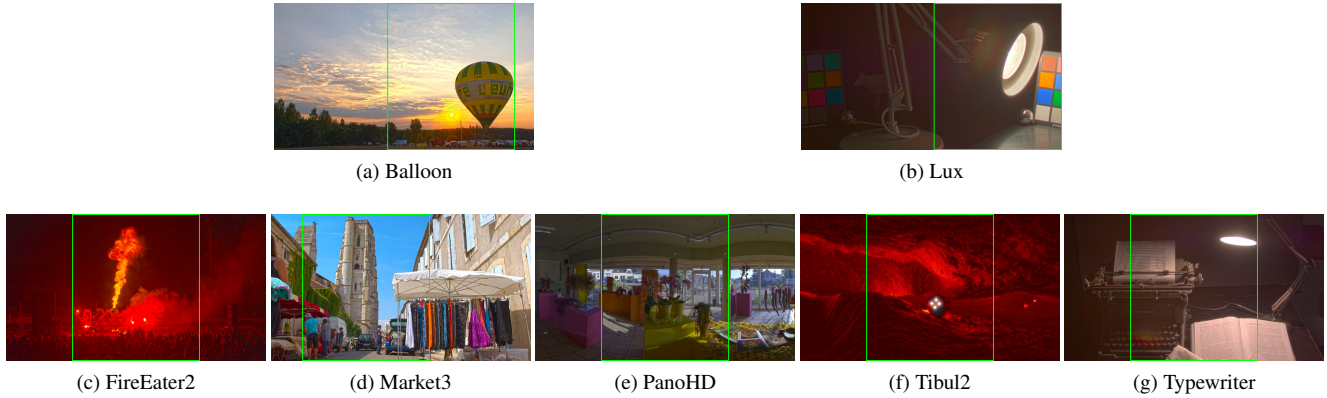 (a) Balloon
(b) Lux
(c) FireEater2
(d) Market3
(e) PanoHD
(f) Tibul2
(g) Typewriter